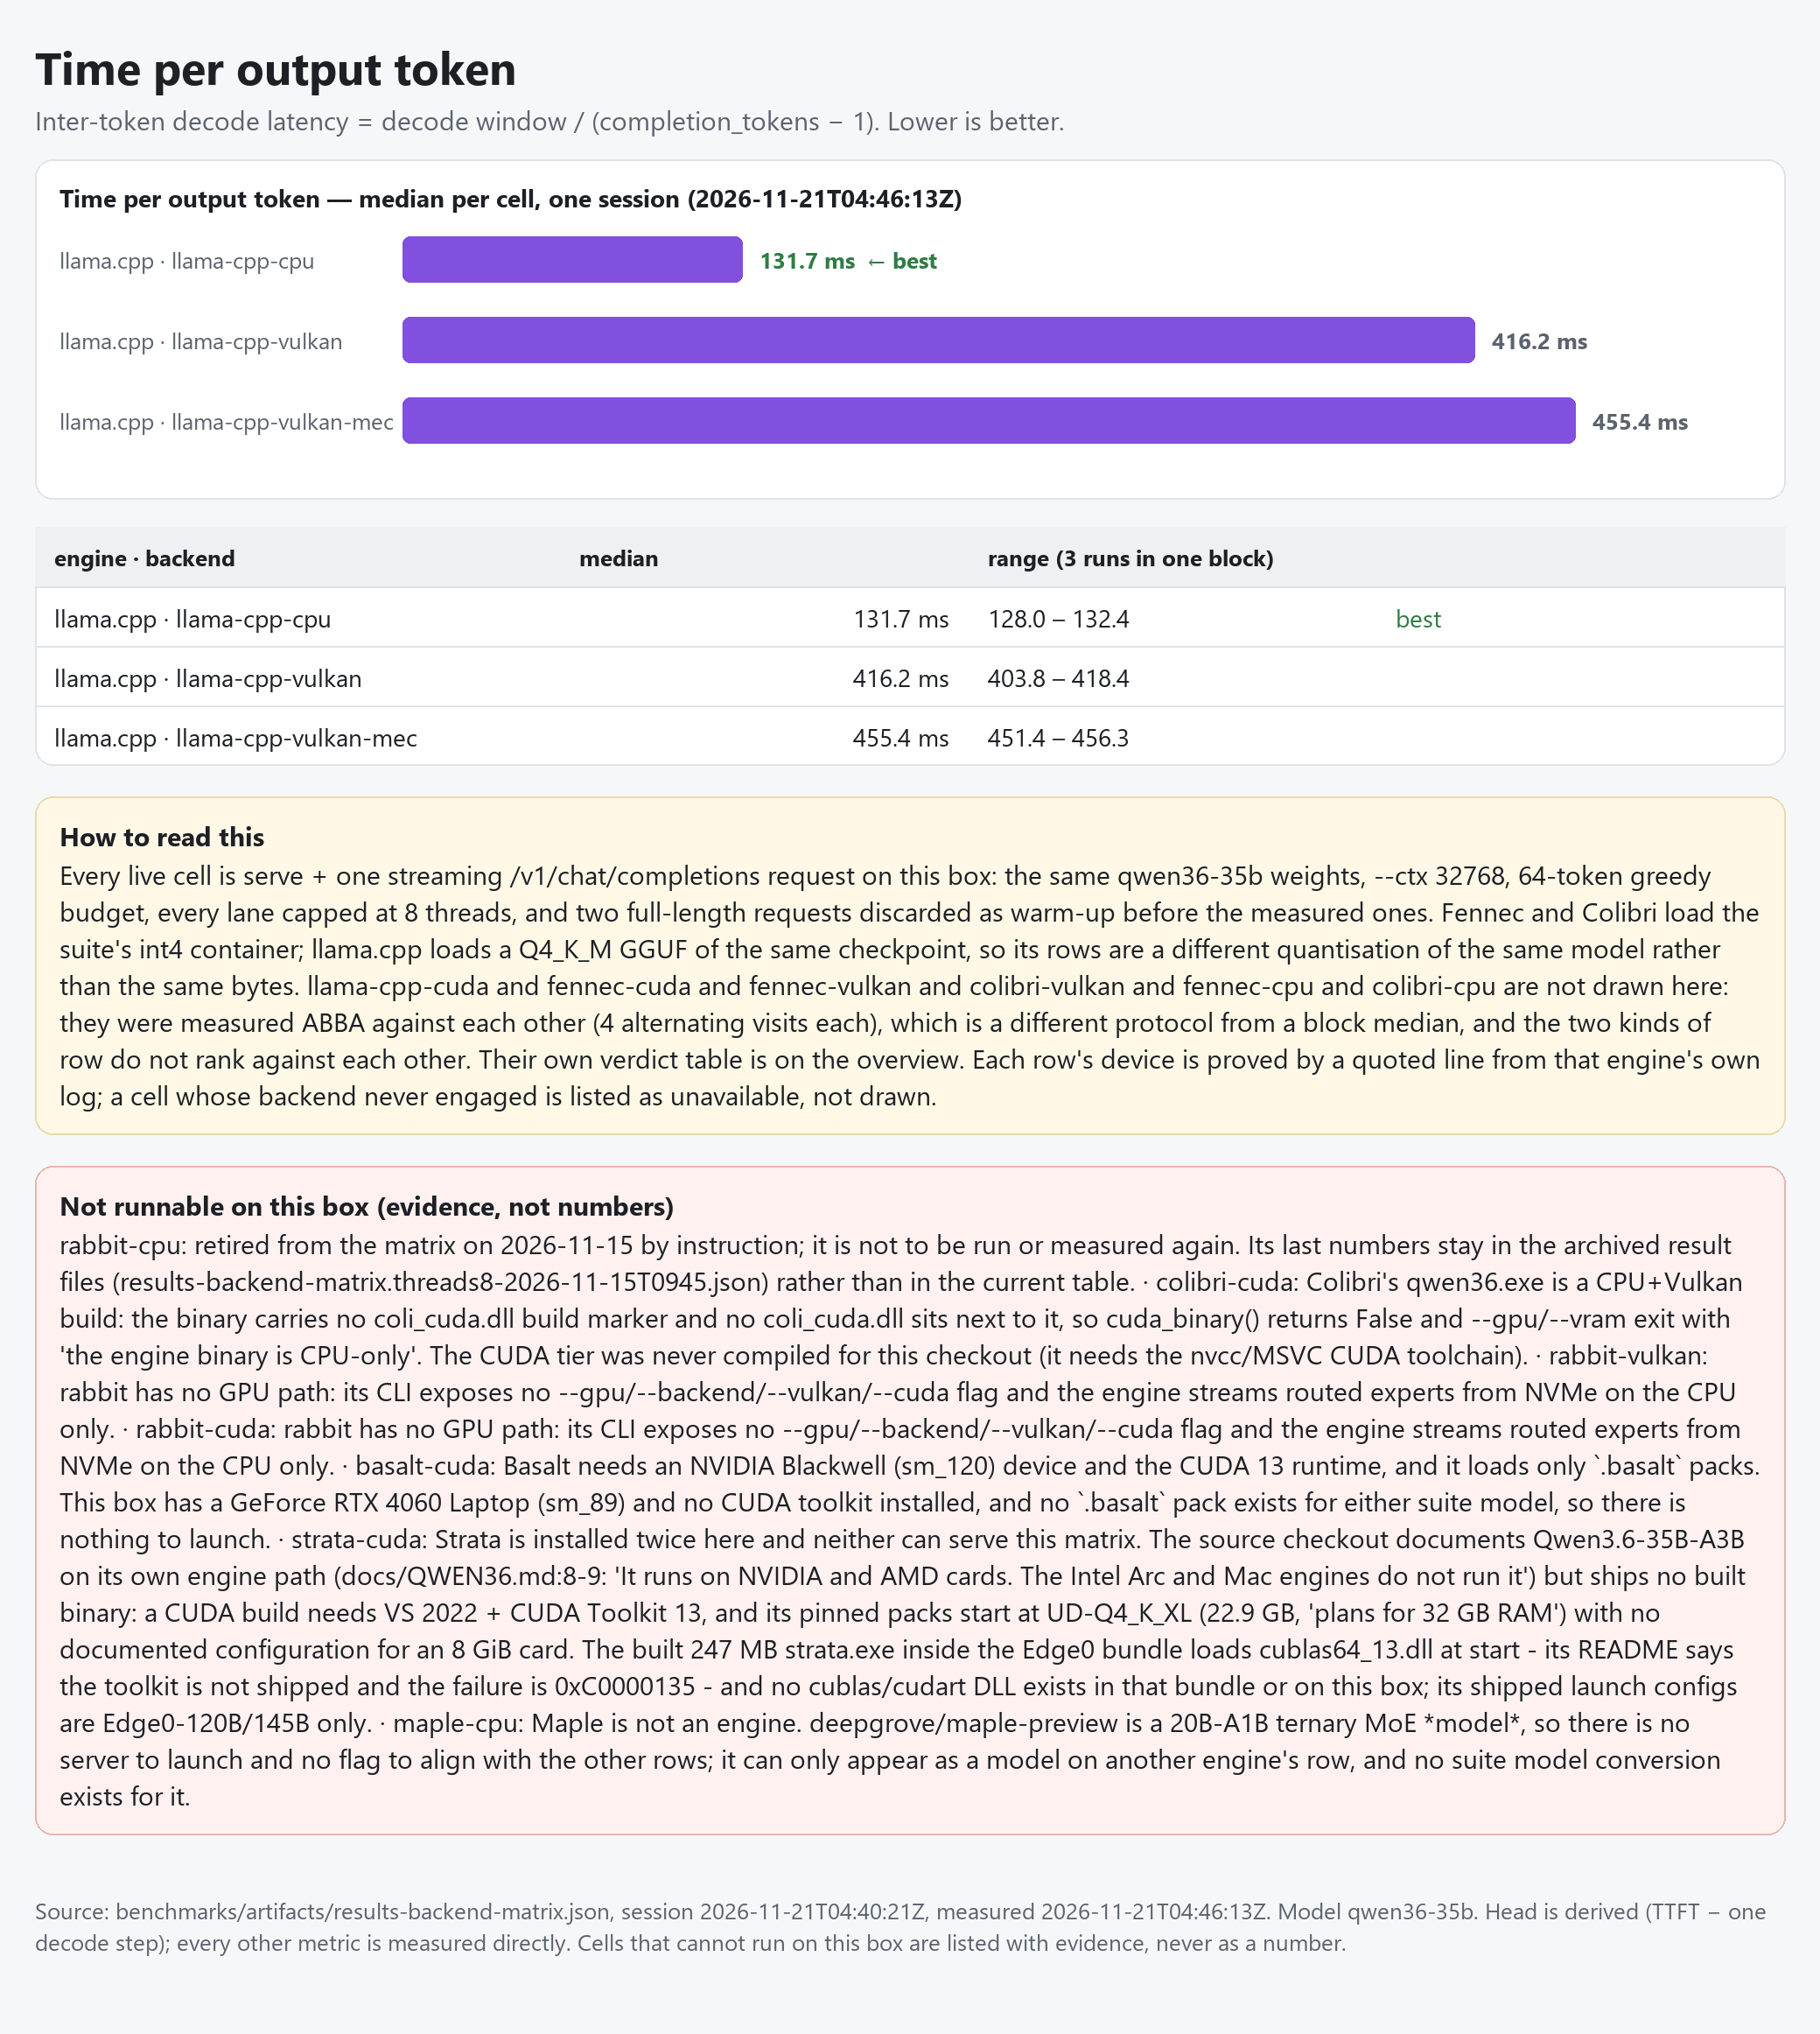 Time per output token
Inter-token decode latency = decode window / (completion_tokens − 1). Lower is better.
Time per output token — median per cell, one session (2026-11-21T04:46:13Z)
llama.cpp · llama-cpp-cpu 131.7 ms ← best
llama.cpp · llama-cpp-vulkan 416.2 ms
llama.cpp · llama-cpp-vulkan-mec 455.4 ms
engine · backend median range (3 runs in one block)
llama.cpp · llama-cpp-cpu 131.7 ms 128.0 – 132.4 best
llama.cpp · llama-cpp-vulkan 416.2 ms 403.8 – 418.4
llama.cpp · llama-cpp-vulkan-mec 455.4 ms 451.4 – 456.3
How to read this
Every live cell is serve + one streaming /v1/chat/completions request on this box: the same qwen36-35b weights, --ctx 32768, 64-token greedy
budget, every lane capped at 8 threads, and two full-length requests discarded as warm-up before the measured ones. Fennec and Colibri load the
suite's int4 container; llama.cpp loads a Q4_K_M GGUF of the same checkpoint, so its rows are a different quantisation of the same model rather
than the same bytes. llama-cpp-cuda and fennec-cuda and fennec-vulkan and colibri-vulkan and fennec-cpu and colibri-cpu are not drawn here:
they were measured ABBA against each other (4 alternating visits each), which is a different protocol from a block median, and the two kinds of
row do not rank against each other. Their own verdict table is on the overview. Each row's device is proved by a quoted line from that engine's own
log; a cell whose backend never engaged is listed as unavailable, not drawn.
Not runnable on this box (evidence, not numbers)
rabbit-cpu: retired from the matrix on 2026-11-15 by instruction; it is not to be run or measured again. Its last numbers stay in the archived result
files (results-backend-matrix.threads8-2026-11-15T0945.json) rather than in the current table. · colibri-cuda: Colibri's qwen36.exe is a CPU+Vulkan
build: the binary carries no coli_cuda.dll build marker and no coli_cuda.dll sits next to it, so cuda_binary() returns False and --gpu/--vram exit with
'the engine binary is CPU-only'. The CUDA tier was never compiled for this checkout (it needs the nvcc/MSVC CUDA toolchain). · rabbit-vulkan:
rabbit has no GPU path: its CLI exposes no --gpu/--backend/--vulkan/--cuda flag and the engine streams routed experts from NVMe on the CPU
only. · rabbit-cuda: rabbit has no GPU path: its CLI exposes no --gpu/--backend/--vulkan/--cuda flag and the engine streams routed experts from
NVMe on the CPU only. · basalt-cuda: Basalt needs an NVIDIA Blackwell (sm_120) device and the CUDA 13 runtime, and it loads only `.basalt` packs.
This box has a GeForce RTX 4060 Laptop (sm_89) and no CUDA toolkit installed, and no `.basalt` pack exists for either suite model, so there is
nothing to launch. · strata-cuda: Strata is installed twice here and neither can serve this matrix. The source checkout documents Qwen3.6-35B-A3B
on its own engine path (docs/QWEN36.md:8-9: 'It runs on NVIDIA and AMD cards. The Intel Arc and Mac engines do not run it') but ships no built
binary: a CUDA build needs VS 2022 + CUDA Toolkit 13, and its pinned packs start at UD-Q4_K_XL (22.9 GB, 'plans for 32 GB RAM') with no
documented configuration for an 8 GiB card. The built 247 MB strata.exe inside the Edge0 bundle loads cublas64_13.dll at start - its README says
the toolkit is not shipped and the failure is 0xC0000135 - and no cublas/cudart DLL exists in that bundle or on this box; its shipped launch configs
are Edge0-120B/145B only. · maple-cpu: Maple is not an engine. deepgrove/maple-preview is a 20B-A1B ternary MoE *model*, so there is no
server to launch and no flag to align with the other rows; it can only appear as a model on another engine's row, and no suite model conversion
exists for it.
Source: benchmarks/artifacts/results-backend-matrix.json, session 2026-11-21T04:40:21Z, measured 2026-11-21T04:46:13Z. Model qwen36-35b. Head is derived (TTFT − one
decode step); every other metric is measured directly. Cells that cannot run on this box are listed with evidence, never as a number.